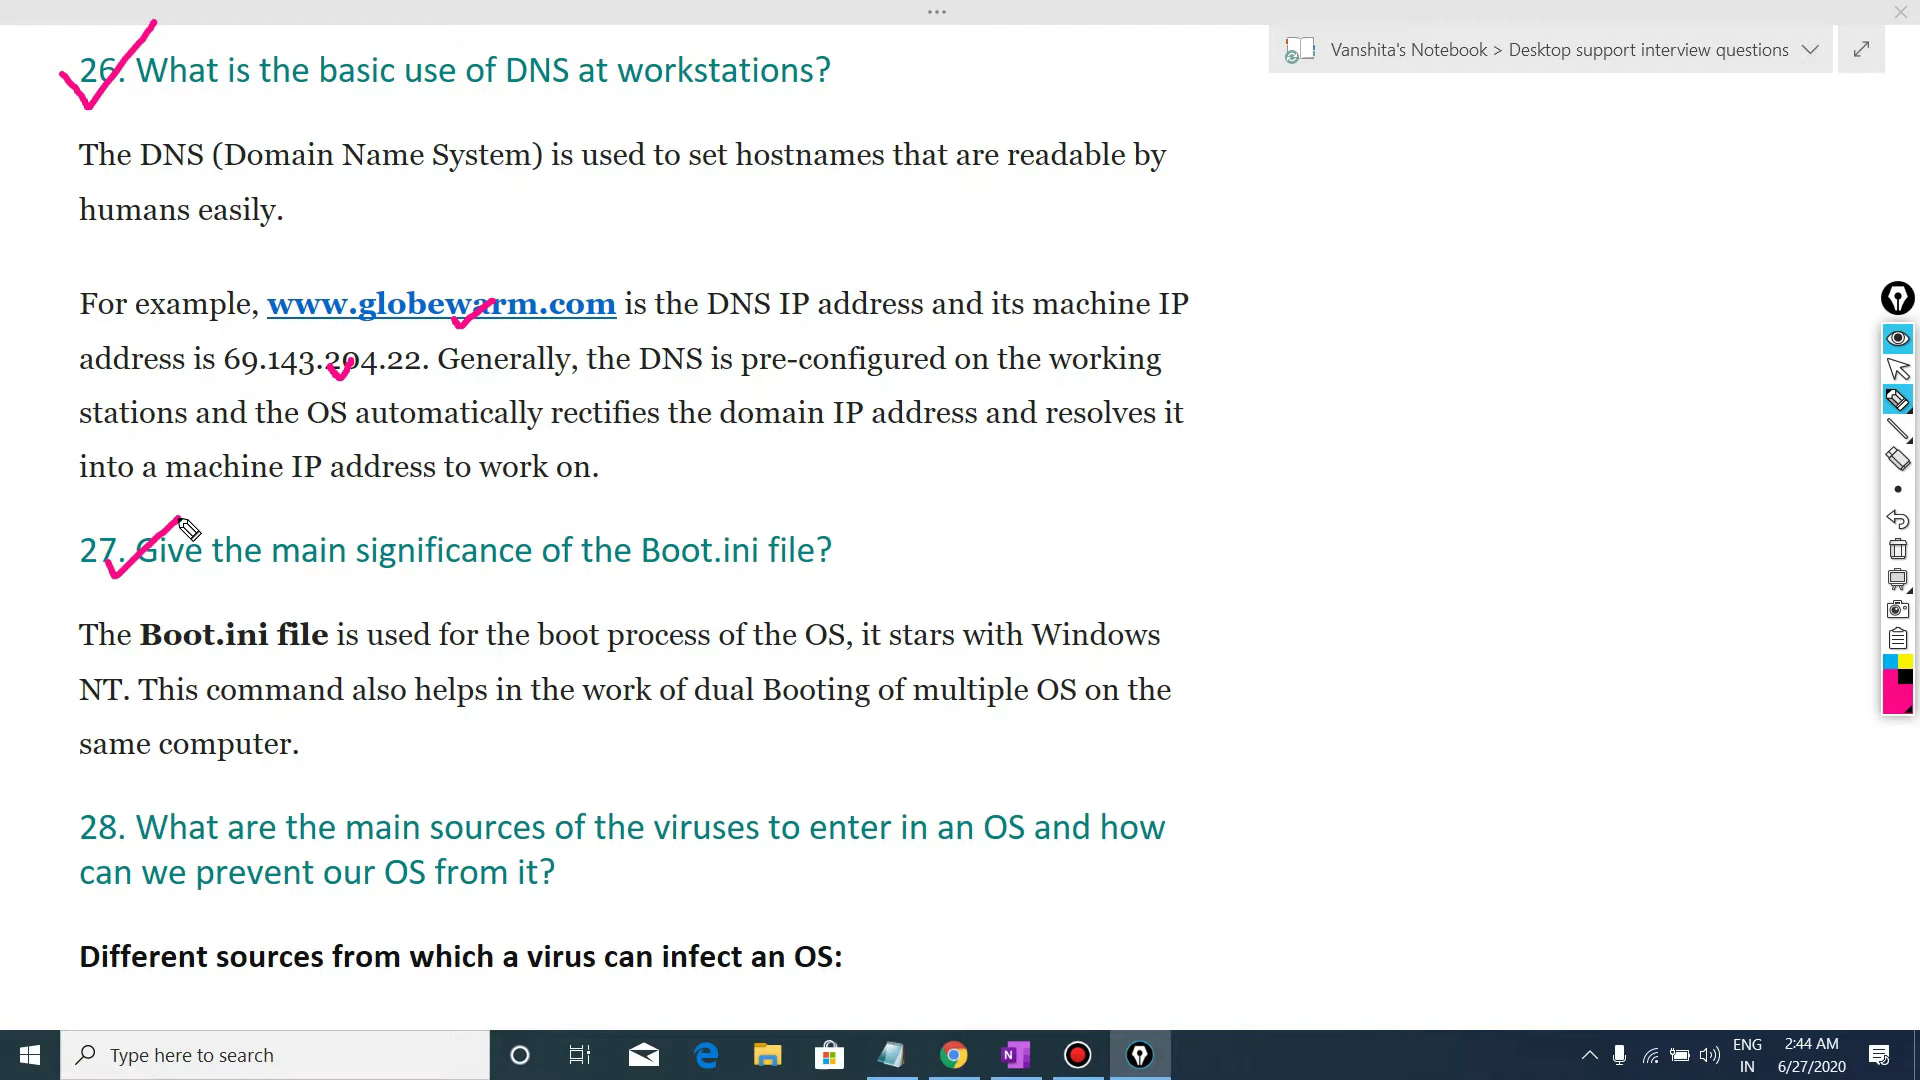 Vanshita's Notebook > Desktop support interview questions
26. What is the basic use of DNS at workstations?
The DNS (Domain Name System) is used to set hostnames that are readable by
humans easily.
For example, www.globewarm.com is the DNS IP address and its machine IP
address is 69.143.204.22. Generally, the DNS is pre-configured on the working
stations and the OS automatically rectifies the domain IP address and resolves it
into a machine IP address to work on.
27. Give the main significance of the Boot.ini file?
The Boot.ini file is used for the boot process of the OS, it stars with Windows
NT. This command also helps in the work of dual Booting of multiple OS on the
same computer.
28. What are the main sources of the viruses to enter in an OS and how
can we prevent our OS from it?
Different sources from which a virus can infect an OS:
Type here to search
ENG
IN
2:44 AM
6/27/2020